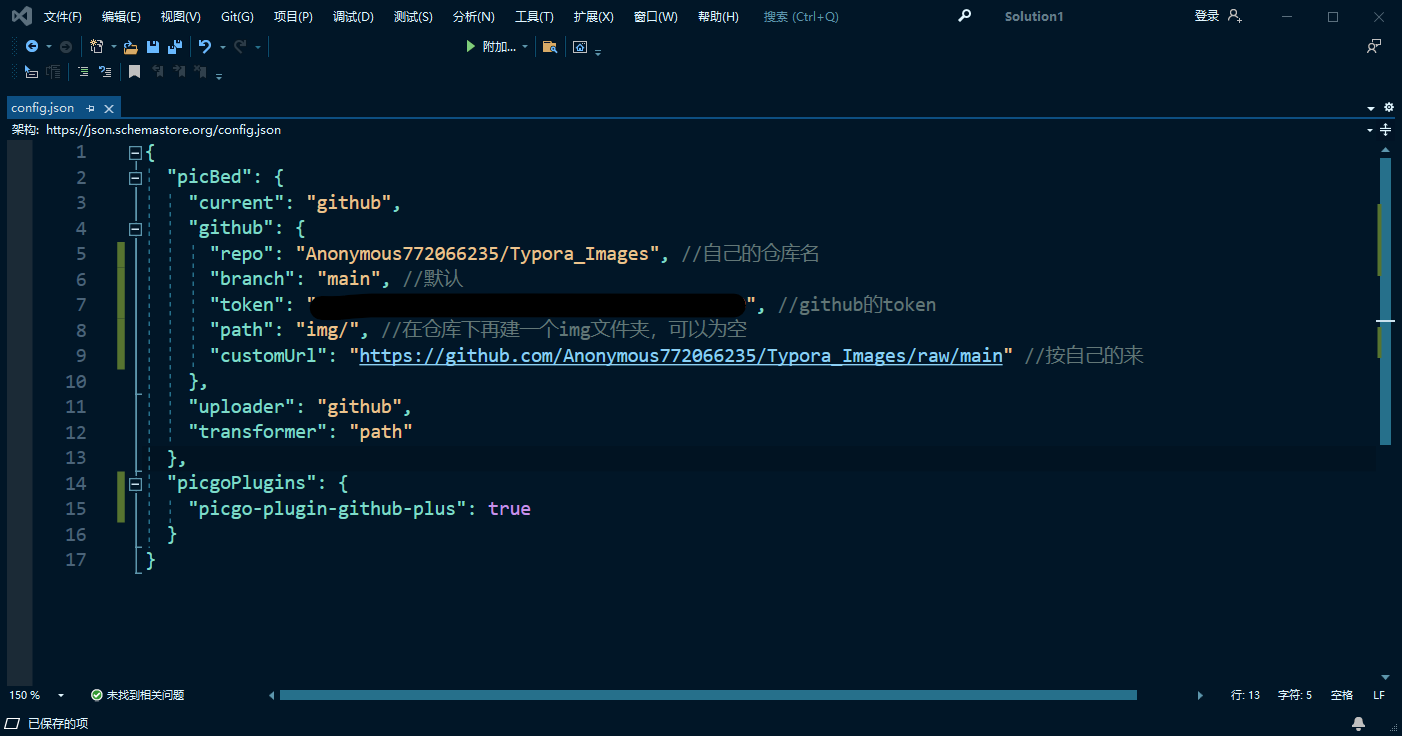 文件(F) 编辑(E) 视图(V) Git(G) 项目(P) 调试(D) 测试(S) 分析(N) 工具(T) 扩展(X) 窗口(W) 帮助(H) 搜索 (Ctrl+Q) Solution1 登录
附加...
config.json
架构: https://json.schemastore.org/config.json
1 {
2 "picBed": {
3 "current": "github",
4 "github": {
5 "repo": "Anonymous772066235/Typora_Images", //自己的仓库名
6 "branch": "main", //默认
7 "token": "", //github的token
8 "path": "img/", //在仓库下再建一个img文件夹，可以为空
9 "customUrl": "https://github.com/Anonymous772066235/Typora_Images/raw/main" //按自己的来
10 },
11 "uploader": "github",
12 "transformer": "path"
13 },
14 "picgoPlugins": {
15 "picgo-plugin-github-plus": true
16 }
17 }
150 % 未找到相关问题 行: 13 字符: 5 空格 LF
已保存的项